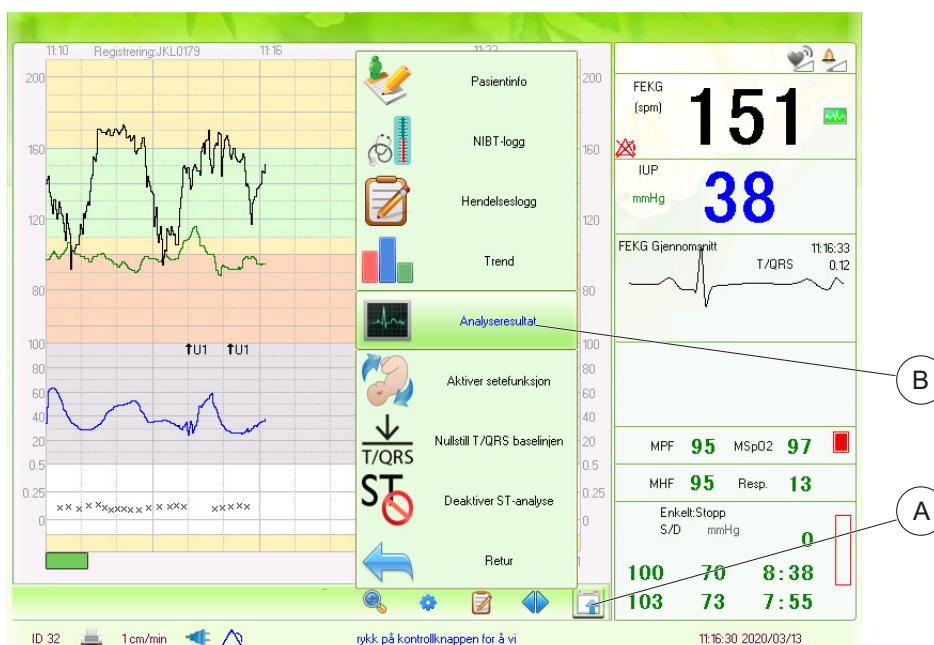 11:10 Registrering:JKL0179 11:16 11:22
200
160
120
80
100
80
60
40
20
0.5
0.25
0
U1 U1
200
160
120
80
100
80
60
40
20
0.5
0.25
0
1
Pasientinfo
NIBT-logg
Hendelseslogg
Trend
Analyseresultat
Aktiver setefunksjon
T/QRS
Nullstill T/QRS baselinjen
ST
Deaktiver ST-analyse
Retur
FEKG
(spm)
151
IUP
mmHg
38
FEKG Gjennomsnitt 11:16:33
T/QRS 0.12
B
MPF 95 MSpO2 97
MHF 95 Resp. 13
Enkelt:Stopp
S/D mmHg
0
A
100 70 8:38
103 73 7:55
ID 32 1 cm/min rykk på kontrollknappen for å vi 11:16:30 2020/03/13